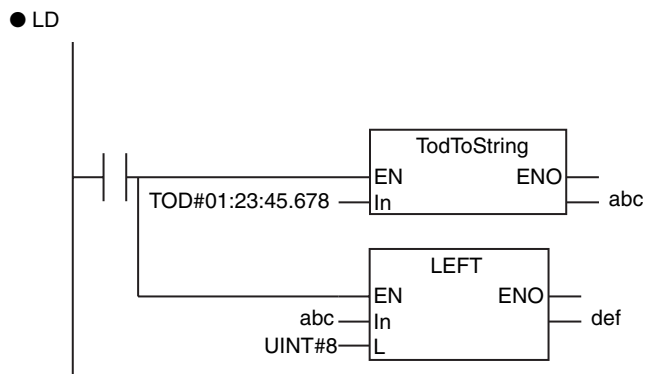 ● LD
TodToString
EN ENO
TOD#01:23:45.678 In abc
LEFT
EN ENO
abc In def
UINT#8 L